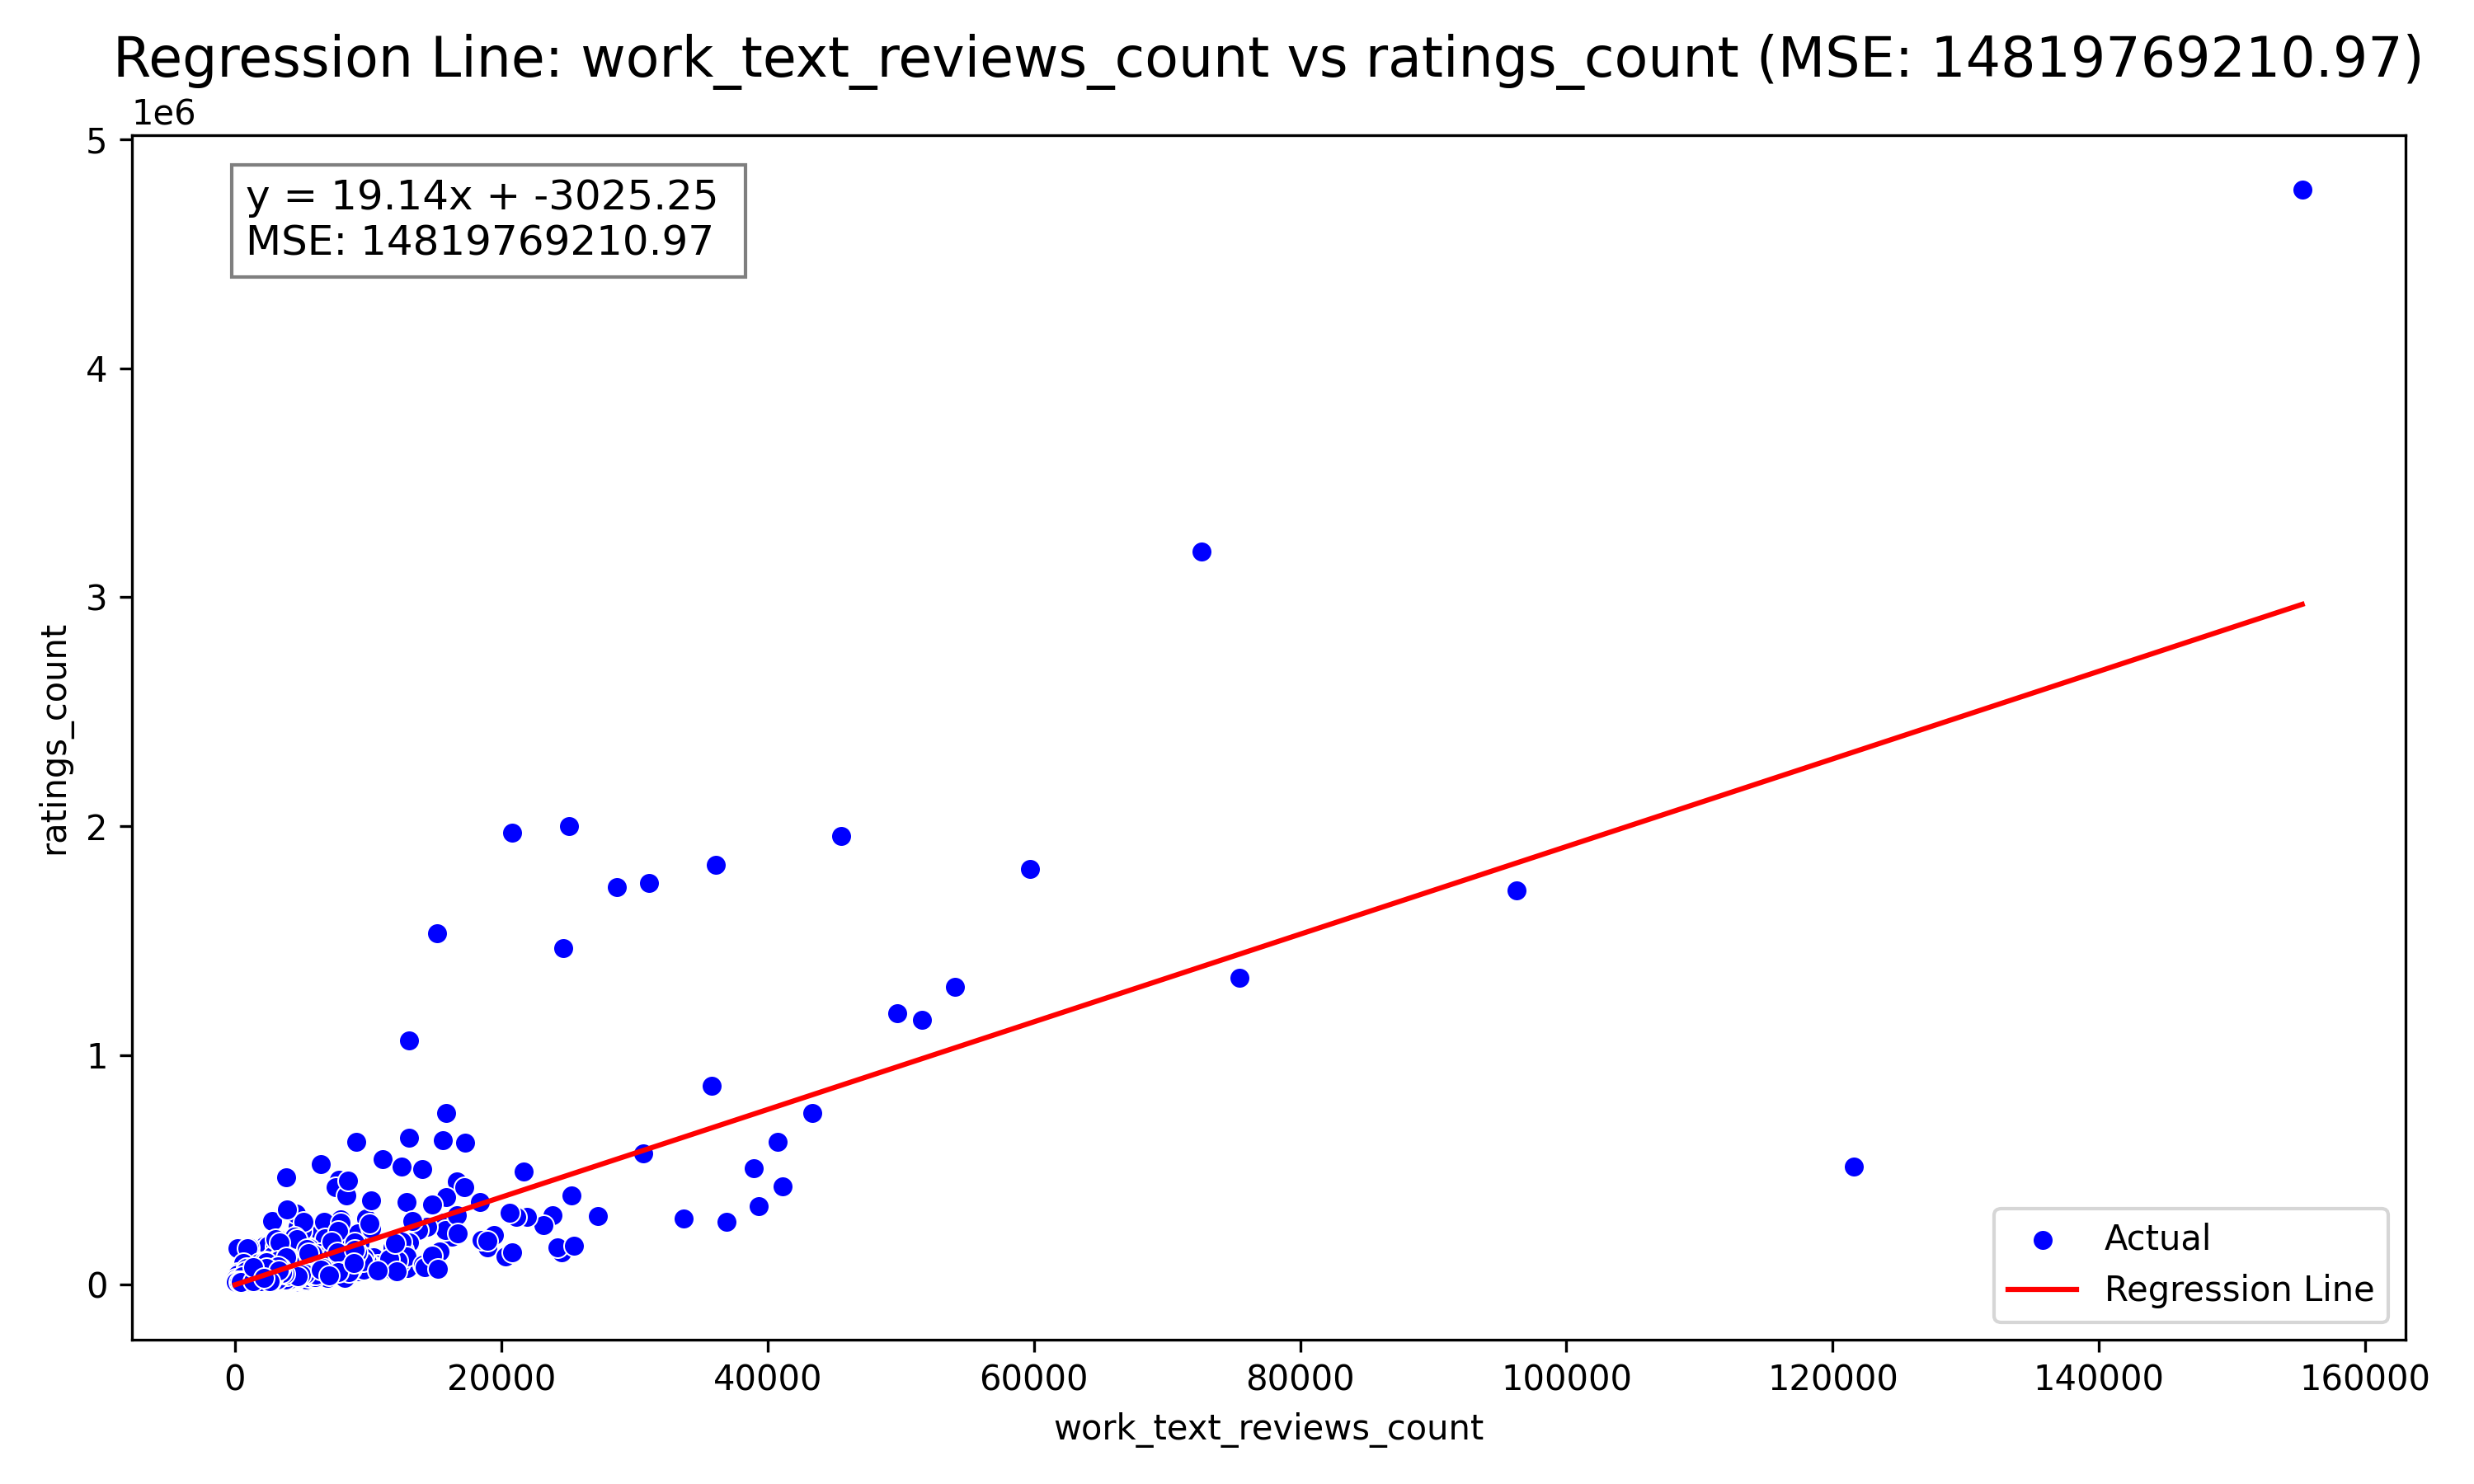 Regression Line: work_text_reviews_count vs ratings_count (MSE: 14819769210.97)
1e6
5
4
3
2
1
0
ratings_count
y = 19.14x + -3025.25
MSE: 14819769210.97
Actual
Regression Line
0 20000 40000 60000 80000 100000 120000 140000 160000
work_text_reviews_count